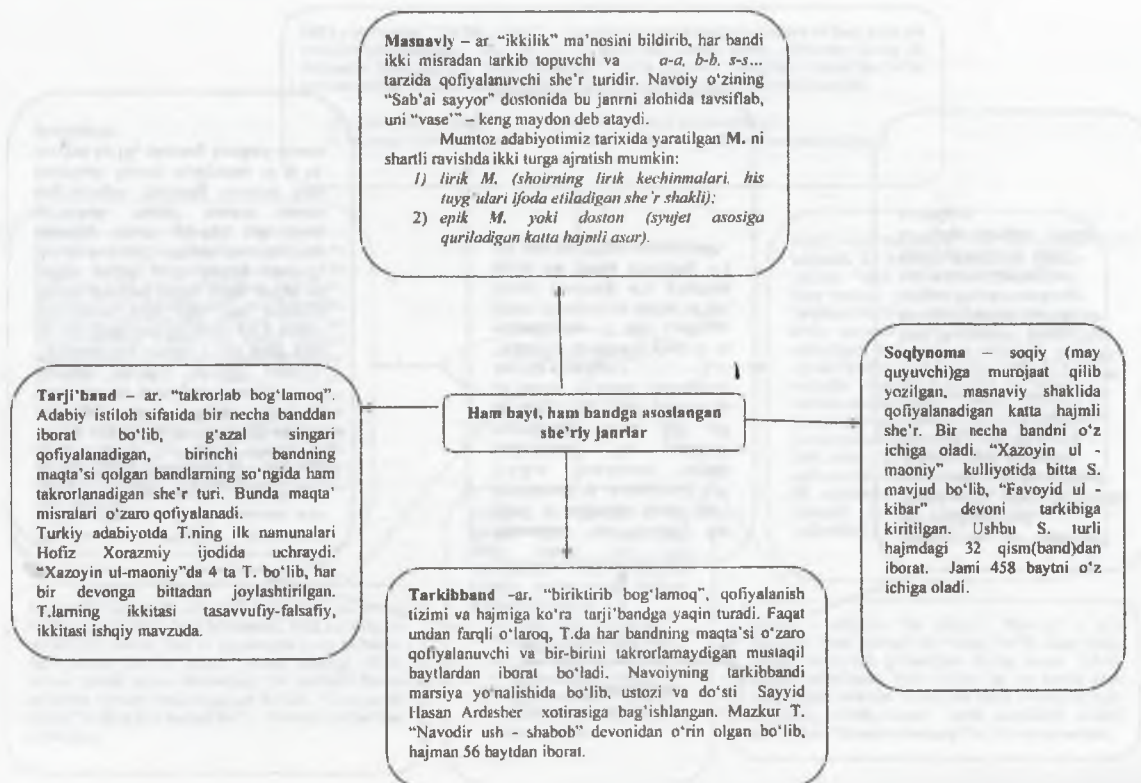 Masnavly – ar. “ikkilik” ma’nosini bildirib, har bandi
ikki misradan tarkib topuvchi va a-a, b-b, s-s...
tarzida qofiyalanuvchi she’r turidir. Navoiy o‘zining
“Sab’ai sayyor” dostonida bu janrni alohida tavsiflab,
uni “vase’” – keng maydon deb ataydi.
Mumtoz adabiyotimiz tarixida yaratilgan M. ni
shartli ravishda ikki turga ajratish mumkin:
1) lirik M. (shoirning lirik kechinmalari, his
tuyg‘ulari ifoda etiladigan she’r shakli);
2) epik M. yoki doston (syujet asosiga
quriladigan katta hajmli asar).
Tarji’band – ar. “takrorlab bog‘lamoq”.
Adabiy istiloh sifatida bir necha banddan
iborat bo‘lib, g‘azal singari
qofiyalanadigan, birinchi bandning
maqta’si qolgan bandlarning so‘ngida ham
takrorlanadigan she’r turi. Bunda maqta’
misralari o‘zaro qofiyalanadi.
Turkiy adabiyotda T.ning ilk namunalari
Hofiz Xorazmiy ijodida uchraydi.
“Xazoyin ul-maoniy”da 4 ta T. bo‘lib, har
bir devonga bittadan joylashtirilgan.
T.larning ikkitasi tasavvufiy-falsafiy,
ikkitasi ishqiy mavzuda.
Ham bayt, ham bandga asoslangan
she’rly janrlar
Soqlynoma – soqiy (may
quyuvchi)ga murojaat qilib
yozilgan, masnaviy shaklida
qofiyalanadigan katta hajmli
she’r. Bir necha bandni o‘z
ichiga oladi. “Xazoyin ul -
maoniy” kulliyotida bitta S.
mavjud bo‘lib, “Favoyid ul -
kibar” devoni tarkibiga
kiritilgan. Ushbu S. turli
hajmdagi 32 qism(band)dan
iborat. Jami 458 baytni o‘z
ichiga oladi.
Tarkibband -ar. “biriktirib bog‘lamoq”, qofiyalanish
tizimi va hajmiga ko‘ra tarji’bandga yaqin turadi. Faqat
undan farqli o‘laroq, T.da har bandning maqta’si o‘zaro
qofiyalanuvchi va bir-birini takrorlamaydigan mustaqil
baytlardan iborat bo‘ladi. Navoiyning tarkibbandi
marsiya yo‘nalishida bo‘lib, ustozi va do‘sti Sayyid
Hasan Ardasher xotirasiga bag‘ishlangan. Mazkur T.
“Navodir ush - shabob” devonidan o‘rin olgan bo‘lib,
hajman 56 baytdan iborat.